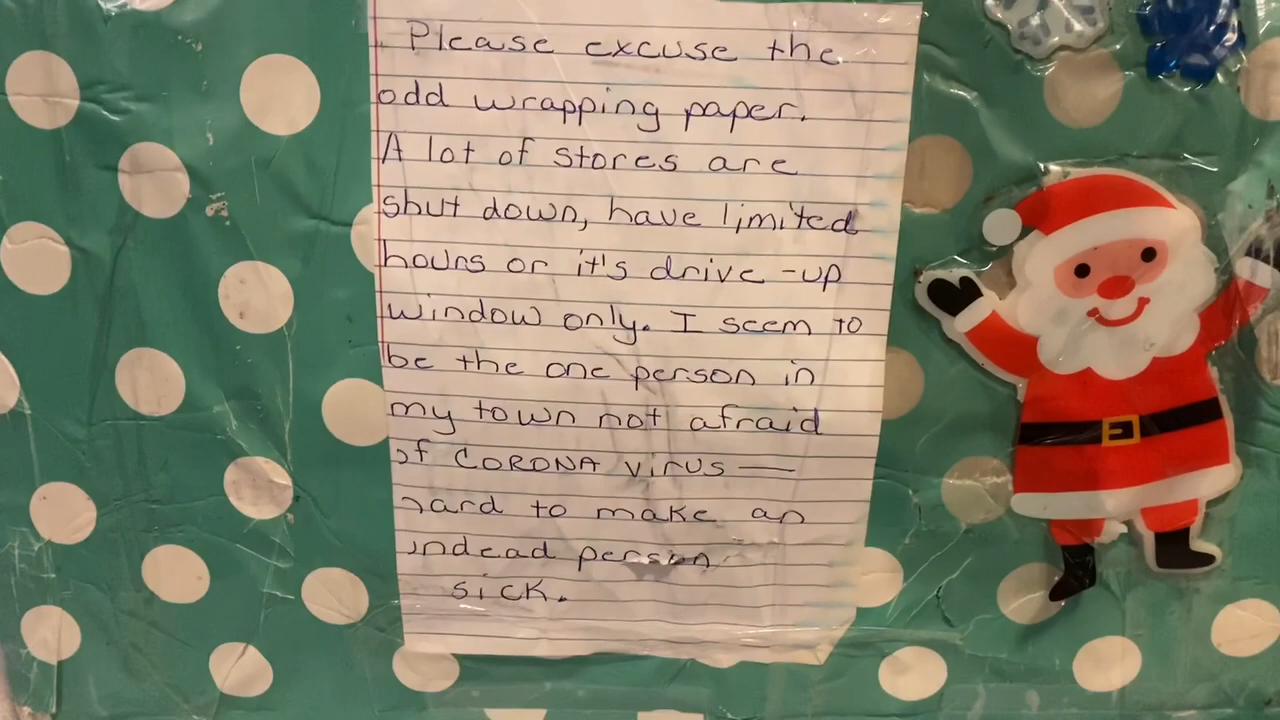 Please excuse the
odd wrapping paper.
A lot of stores are
shut down, have limited
hours or it's drive-up
window only. I seem to
be the one person in
my town not afraid
of CORONA VIRUS —
hard to make an
undead person
sick.